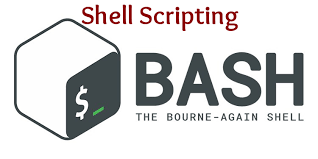 Shell Scripting
$_
BASH
THE BOURNE-AGAIN SHELL